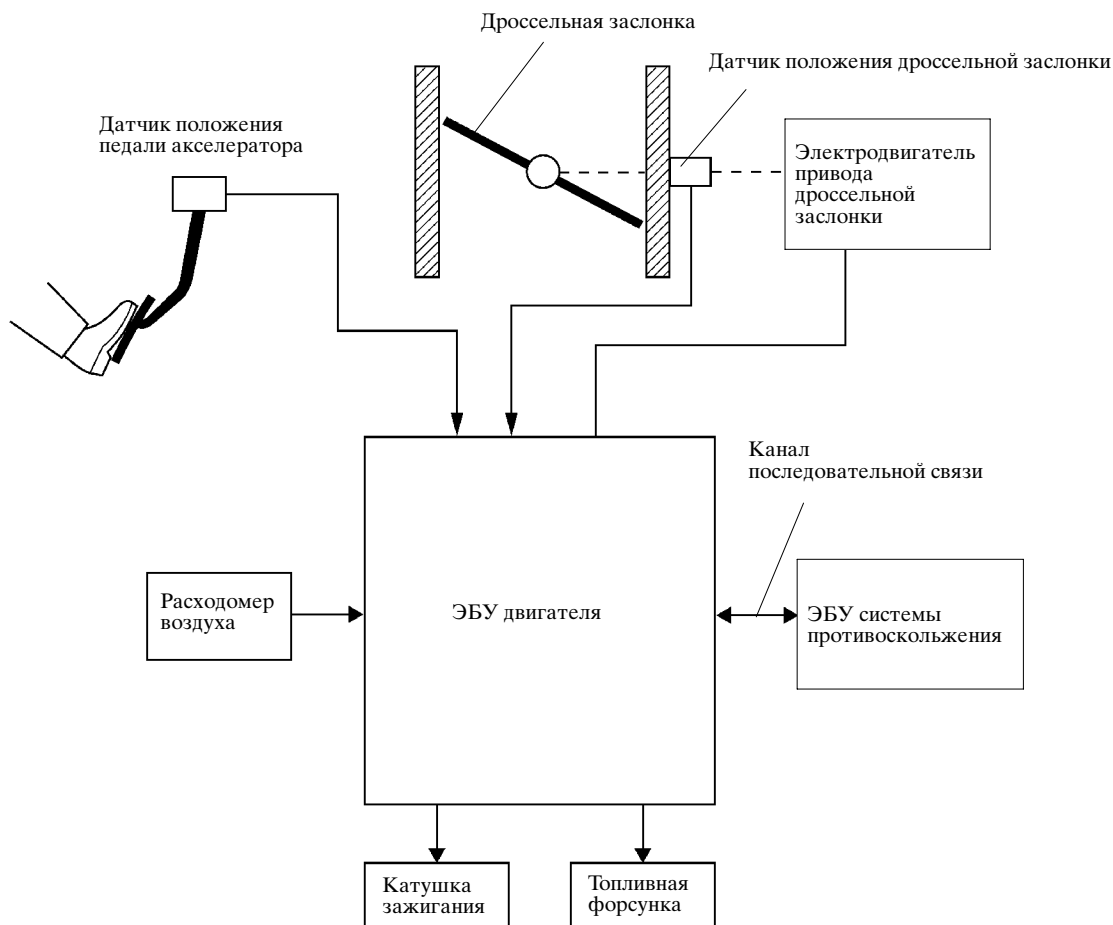 Дроссельная заслонка
Датчик положения дроссельной заслонки
Датчик положения
педали акселератора
Электродвигатель
привода
дроссельной
заслонки
Канал
последовательной связи
Расходомер
воздуха
ЭБУ двигателя
ЭБУ системы
противоскольжения
Катушка
зажигания
Топливная
форсунка